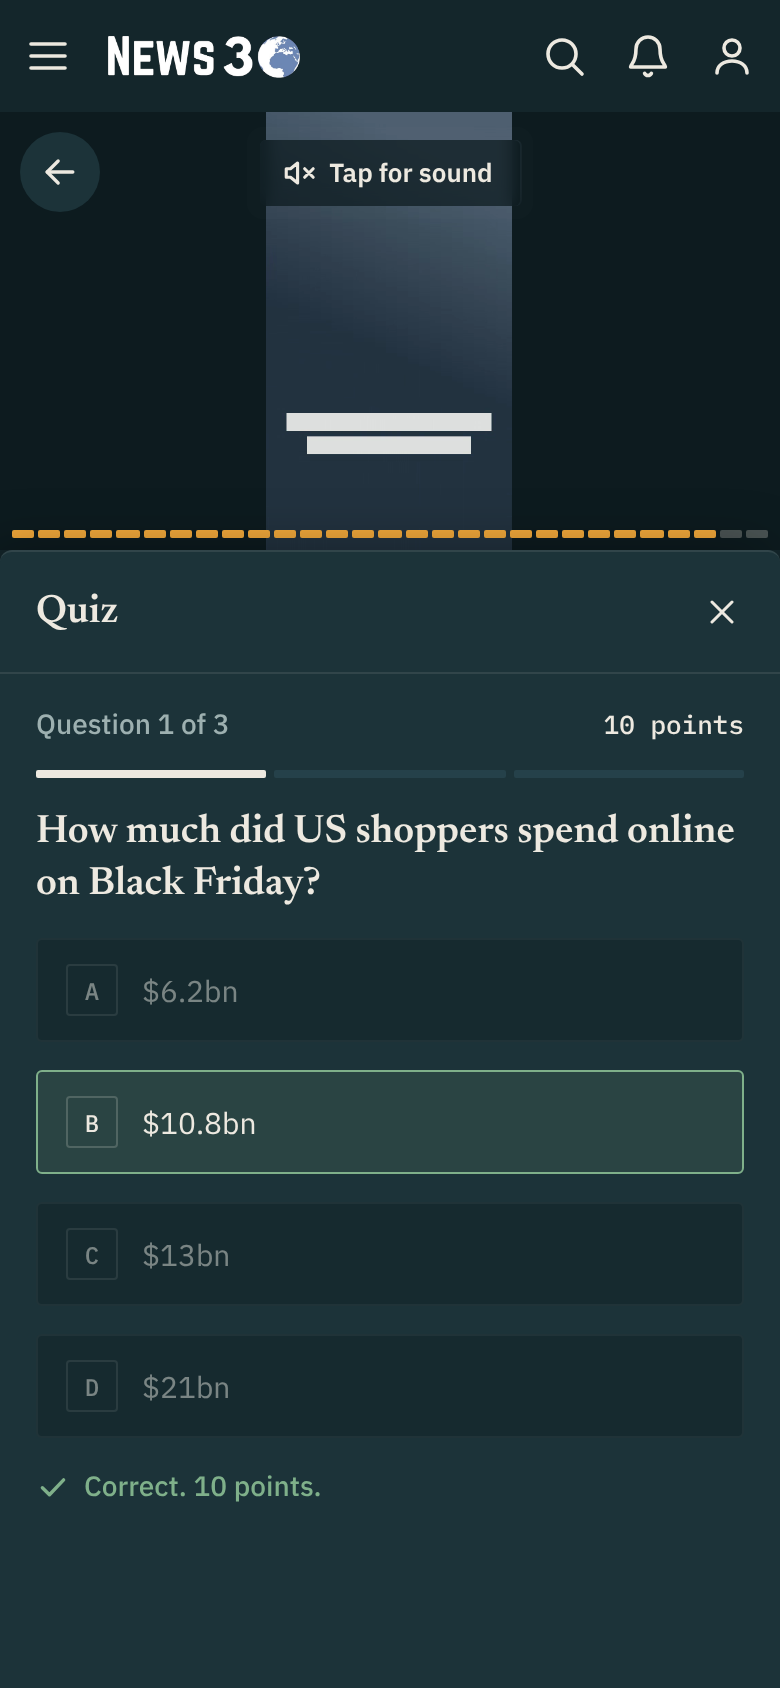 NEWS 30
Tap for sound
Quiz
Question 1 of 3
10 points
How much did US shoppers spend online
on Black Friday?
A $6.2bn
B $10.8bn
C $13bn
D $21bn
Correct. 10 points.